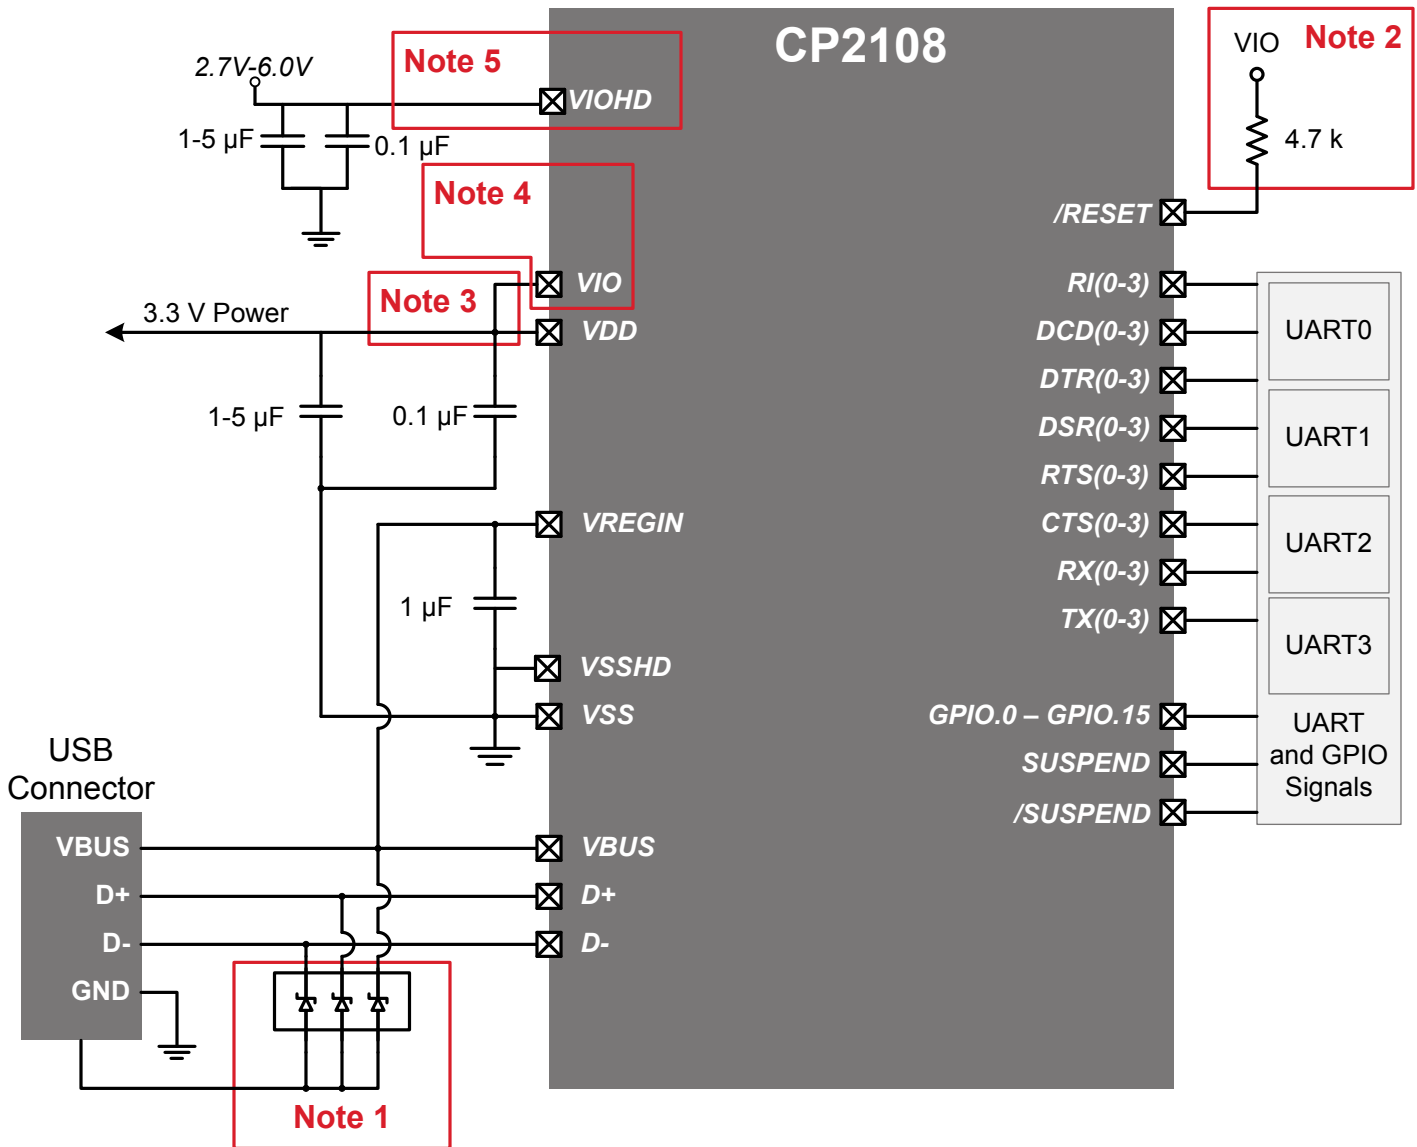 CP2108
Note 5
2.7V-6.0V
VIOHD
1-5 µF
0.1 µF
Note 2
VIO
4.7 k
Note 4
/RESET
VIO
Note 3
3.3 V Power
VDD
1-5 µF
0.1 µF
VREGIN
1 µF
VSSHD
VSS
RI(0-3)
DCD(0-3)
DTR(0-3)
DSR(0-3)
RTS(0-3)
CTS(0-3)
RX(0-3)
TX(0-3)
GPIO.0 – GPIO.15
SUSPEND
/SUSPEND
UART0
UART1
UART2
UART3
UART
and GPIO
Signals
USB
Connector
VBUS
D+
D-
GND
VBUS
D+
D-
Note 1